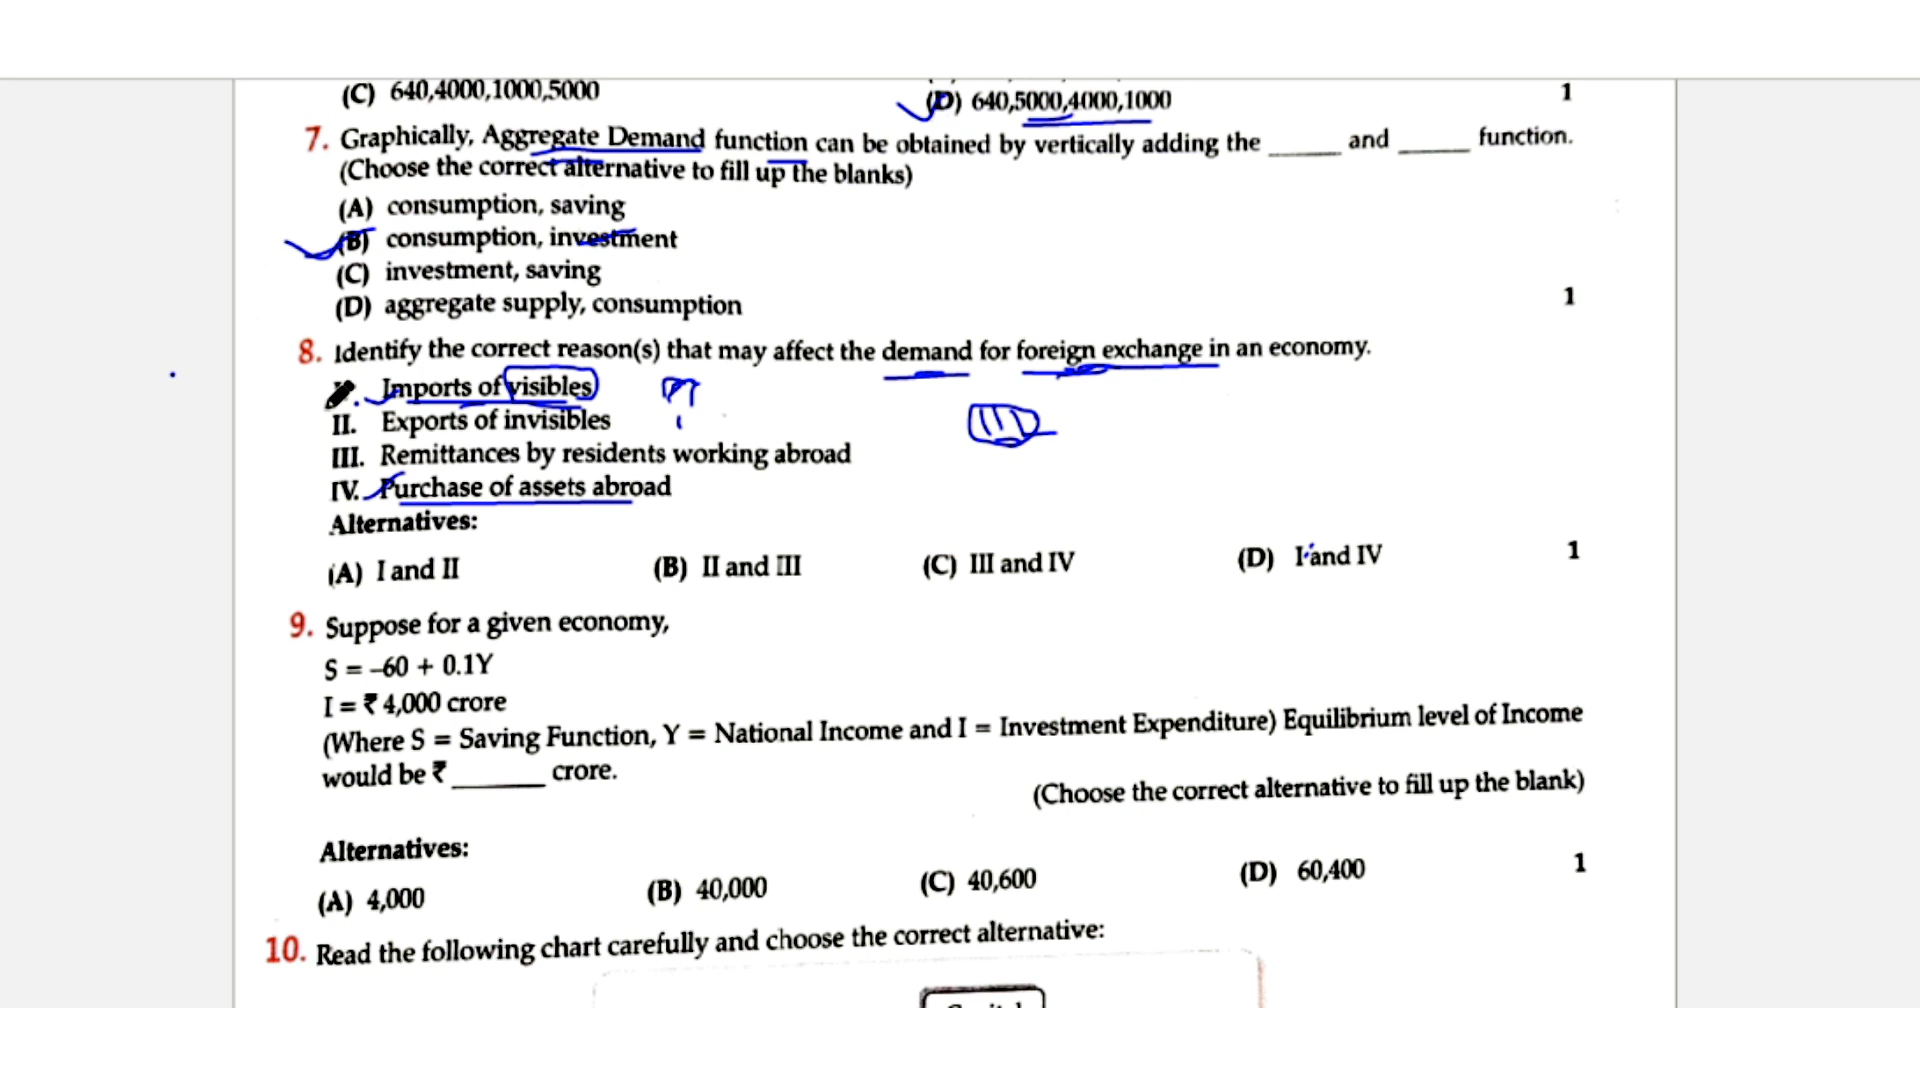 (C) 640,4000,1000,5000 (D) 640,5000,4000,1000 1
7. Graphically, Aggregate Demand function can be obtained by vertically adding the ______ and ______ function.
(Choose the correct alternative to fill up the blanks)
(A) consumption, saving
(B) consumption, investment
(C) investment, saving
(D) aggregate supply, consumption 1
8. Identify the correct reason(s) that may affect the demand for foreign exchange in an economy.
Imports of visibles
II. Exports of invisibles
III. Remittances by residents working abroad
IV. Purchase of assets abroad
Alternatives:
(A) I and II (B) II and III (C) III and IV (D) I and IV 1
9. Suppose for a given economy,
S = –60 + 0.1Y
I = ₹ 4,000 crore
(Where S = Saving Function, Y = National Income and I = Investment Expenditure) Equilibrium level of Income
would be ₹ ______ crore.
(Choose the correct alternative to fill up the blank)
Alternatives:
(A) 4,000 (B) 40,000 (C) 40,600 (D) 60,400 1
10. Read the following chart carefully and choose the correct alternative: